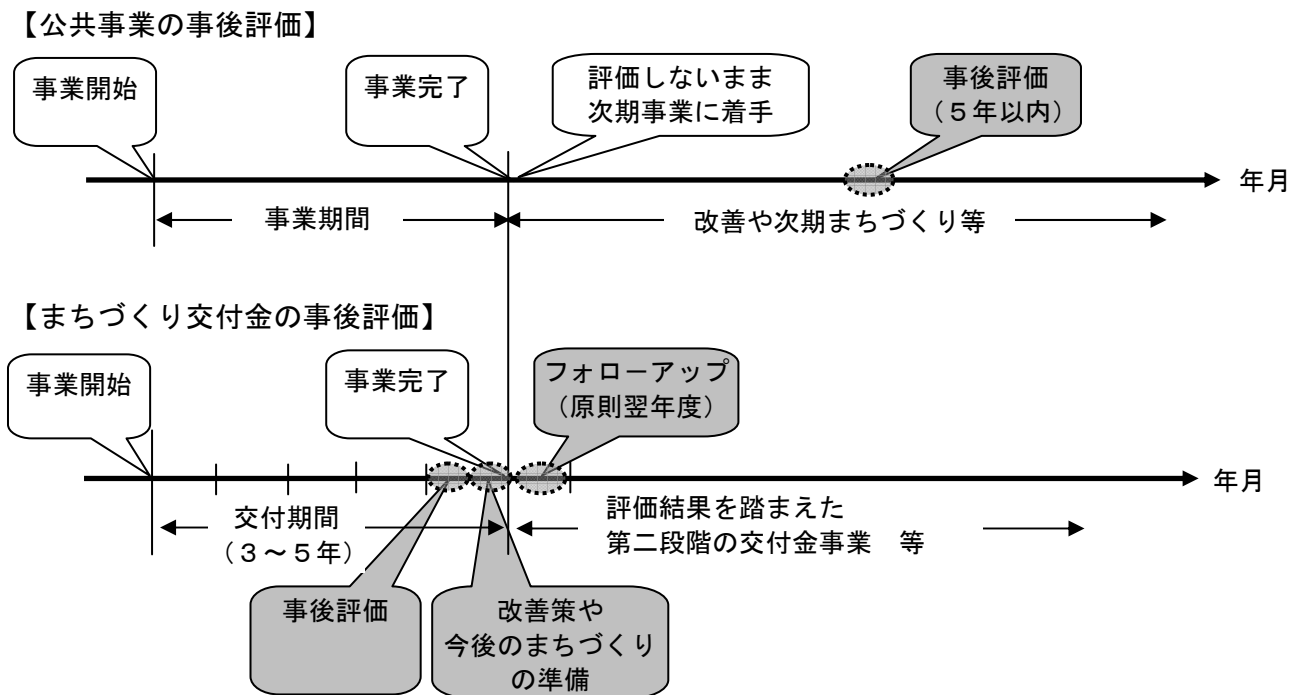 【公共事業の事後評価】
事業開始
事業完了
評価しないまま
次期事業に着手
事後評価
（５年以内）
年月
事業期間
改善や次期まちづくり等
【まちづくり交付金の事後評価】
事業開始
事業完了
フォローアップ
（原則翌年度）
年月
交付期間
（３～５年）
評価結果を踏まえた
第二段階の交付金事業　等
事後評価
改善策や
今後のまちづくり
の準備